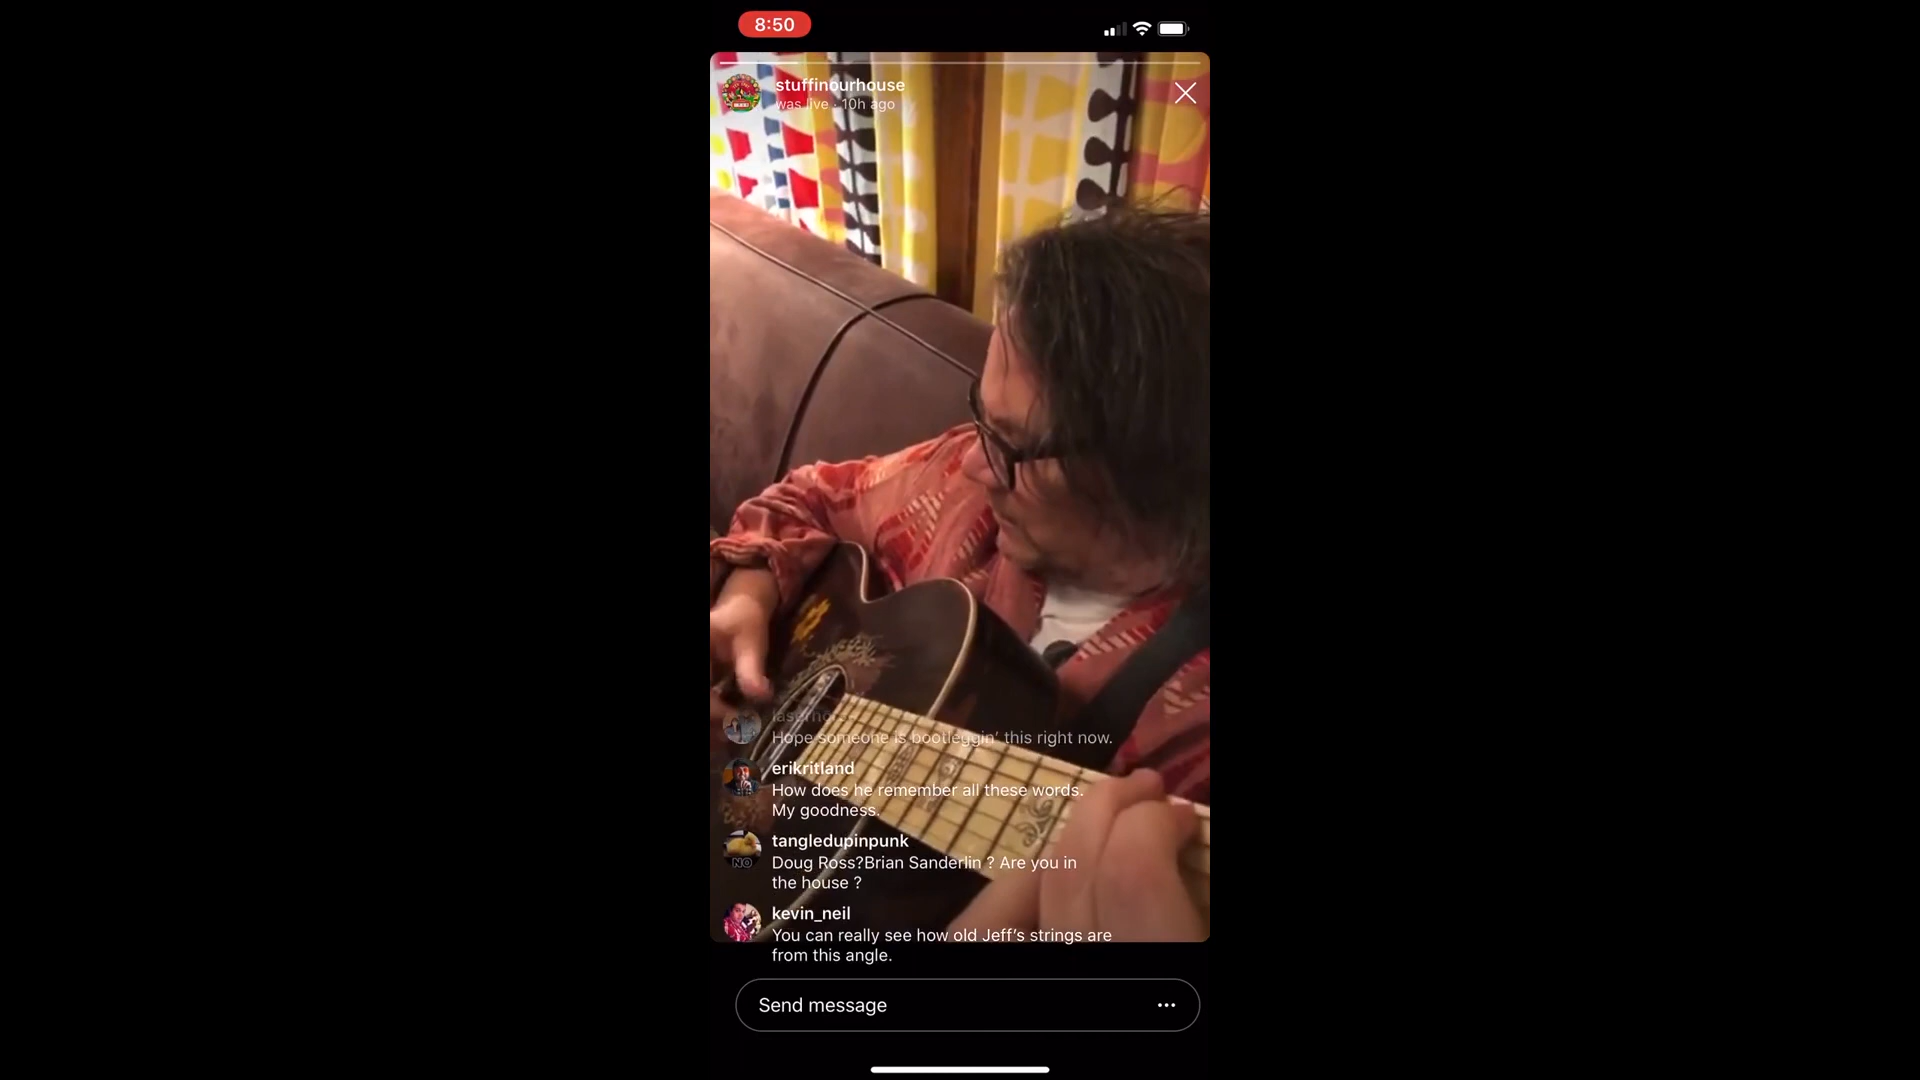 8:50
stuffinourhouse
was live · 10h ago
Hope someone is bootleggin’ this right now.
erikritland
How does he remember all these words.
My goodness.
tangledupinpunk
NO
Doug Ross?Brian Sanderlin ? Are you in
the house ?
kevin_neil
You can really see how old Jeff’s strings are
from this angle.
Send message